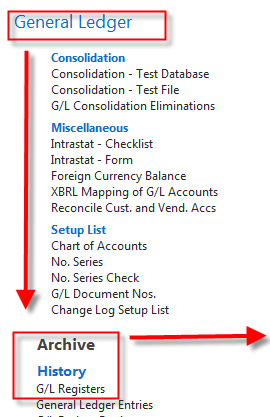 General Ledger
Consolidation
Consolidation - Test Database
Consolidation - Test File
G/L Consolidation Eliminations
Miscellaneous
Intrastat - Checklist
Intrastat - Form
Foreign Currency Balance
XBRL Mapping of G/L Accounts
Reconcile Cust. and Vend. Accs
Setup List
Chart of Accounts
No. Series
No. Series Check
G/L Document Nos.
Change Log Setup List
Archive
History
G/L Registers
General Ledger Entries